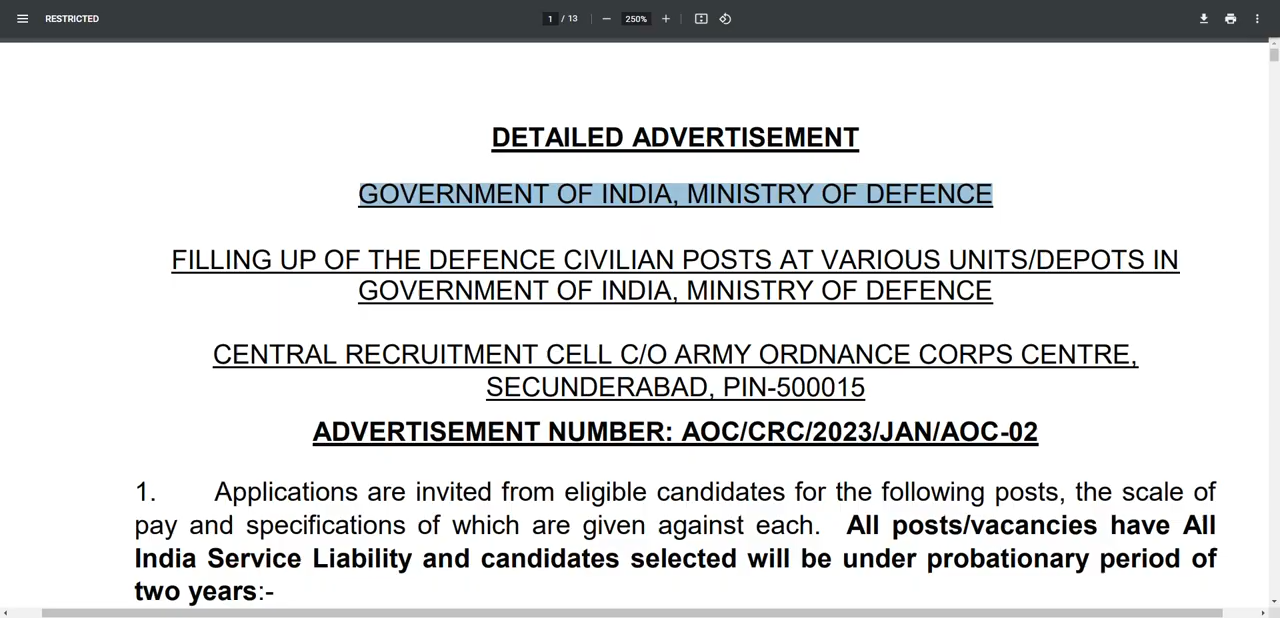 RESTRICTED
1 / 13
250%
DETAILED ADVERTISEMENT
GOVERNMENT OF INDIA, MINISTRY OF DEFENCE
FILLING UP OF THE DEFENCE CIVILIAN POSTS AT VARIOUS UNITS/DEPOTS IN
GOVERNMENT OF INDIA, MINISTRY OF DEFENCE
CENTRAL RECRUITMENT CELL C/O ARMY ORDNANCE CORPS CENTRE,
SECUNDERABAD, PIN-500015
ADVERTISEMENT NUMBER: AOC/CRC/2023/JAN/AOC-02
1. Applications are invited from eligible candidates for the following posts, the scale of
pay and specifications of which are given against each. All posts/vacancies have All
India Service Liability and candidates selected will be under probationary period of
two years:-